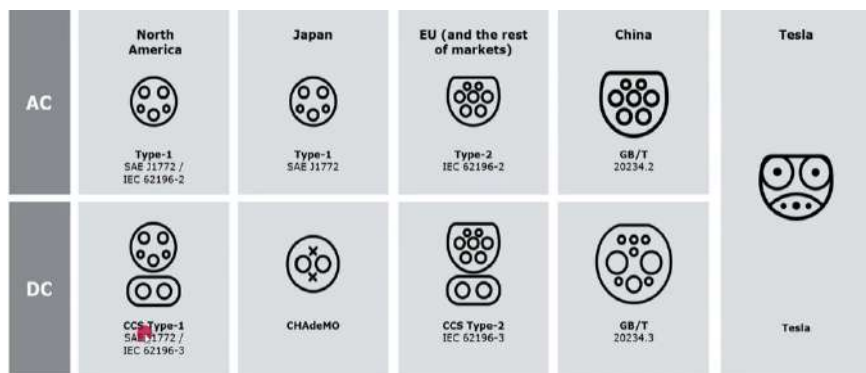 North
America
Japan
EU (and the rest
of markets)
China
Tesla
AC
Type-1
SAE J1772 /
IEC 62196-2
Type-1
SAE J1772
Type-2
IEC 62196-2
GB/T
20234.2
DC
CCS Type-1
SAE J1772 /
IEC 62196-3
CHAdeMO
CCS Type-2
IEC 62196-3
GB/T
20234.3
Tesla